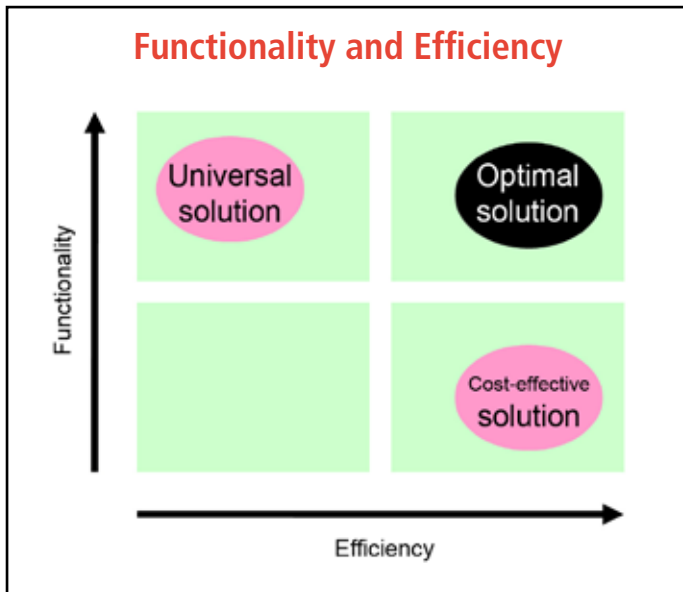 Functionality and Efficiency
Universal
solution
Optimal
solution
Functionality
Cost-effective
solution
Efficiency